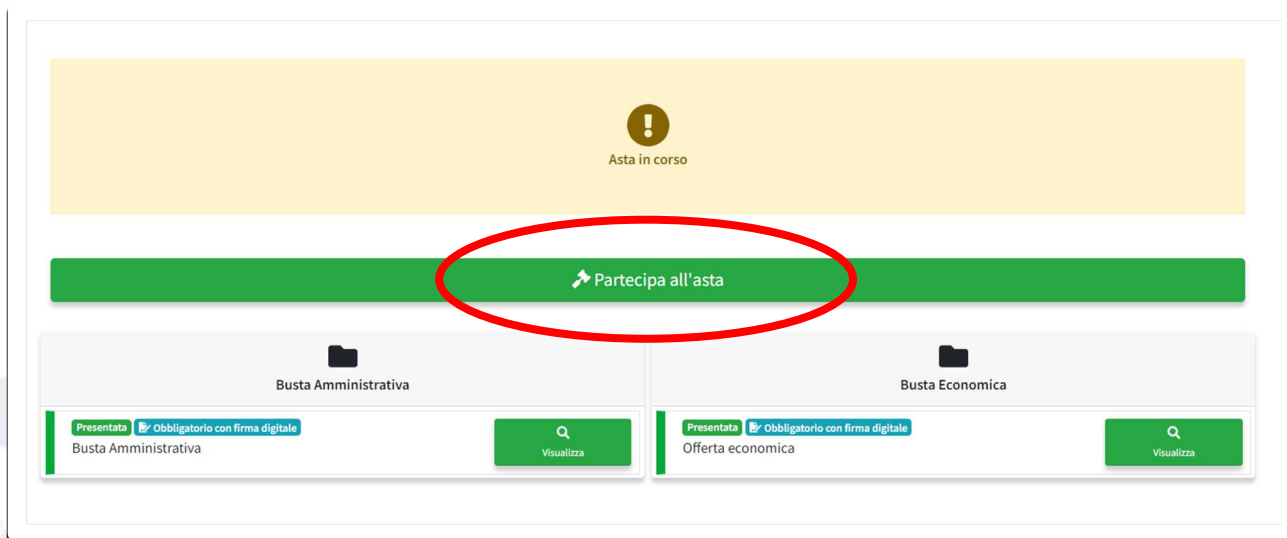 Asta in corso
Partecipa all'asta
Busta Amministrativa
Presentata Obbligatorio con firma digitale
Busta Amministrativa
Visualizza
Busta Economica
Presentata Obbligatorio con firma digitale
Offerta economica
Visualizza